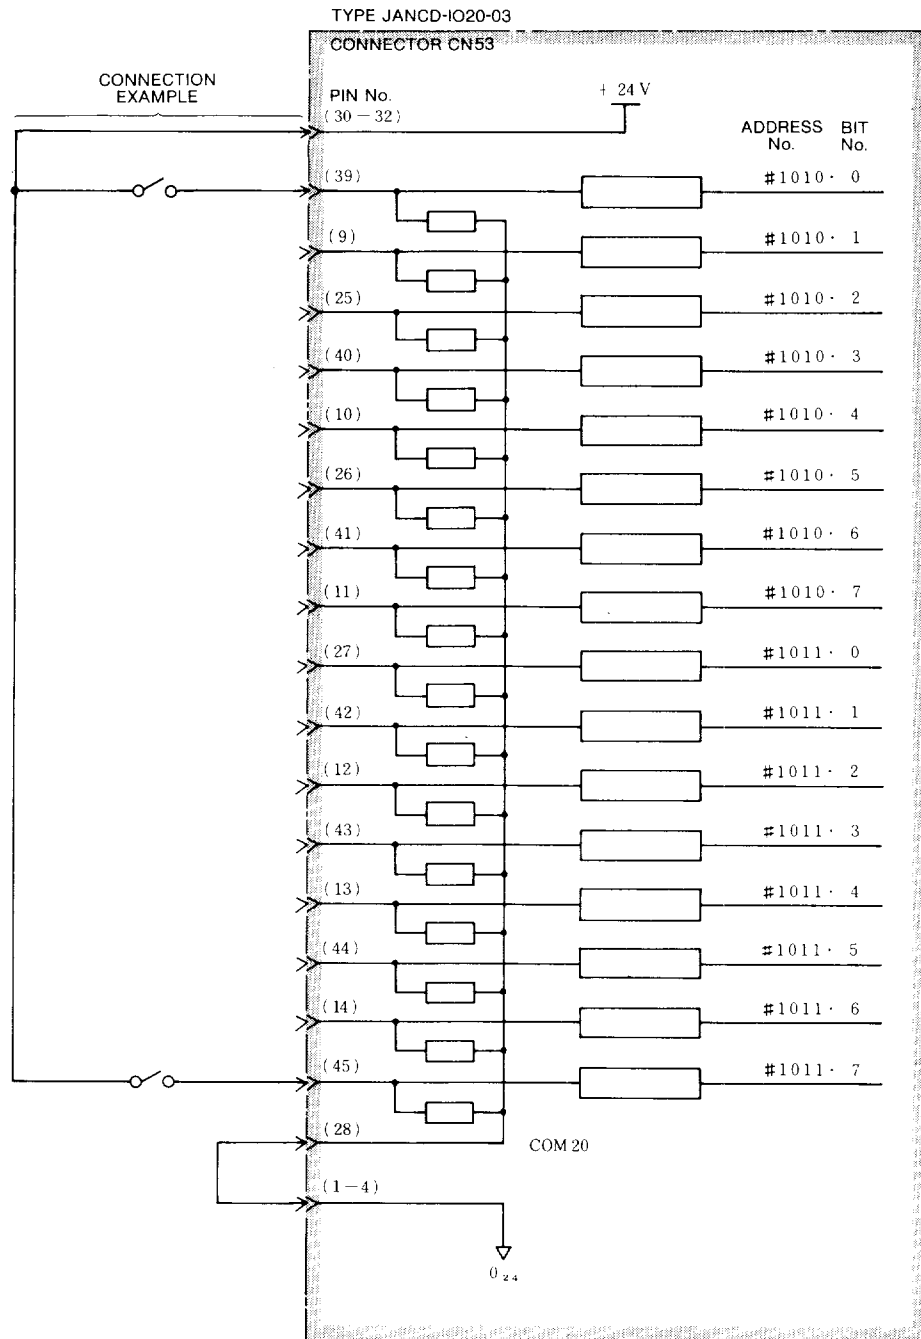 TYPE JANCD-IO20-03
CONNECTOR CN53
CONNECTION
EXAMPLE
PIN No.
(30-32)
+ 24 V
ADDRESS BIT
No. No.
(39) #1010 · 0
(9) #1010 · 1
(25) #1010 · 2
(40) #1010 · 3
(10) #1010 · 4
(26) #1010 · 5
(41) #1010 · 6
(11) #1010 · 7
(27) #1011 · 0
(42) #1011 · 1
(12) #1011 · 2
(43) #1011 · 3
(13) #1011 · 4
(44) #1011 · 5
(14) #1011 · 6
(45) #1011 · 7
(28) COM 20
(1-4)
0 24